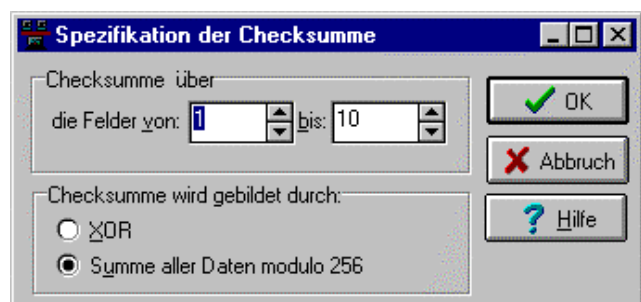 Spezifikation der Checksumme
Checksumme über
die Felder von: 1 bis: 10
OK
Abbruch
Checksumme wird gebildet durch:
XOR
Summe aller Daten modulo 256
Hilfe